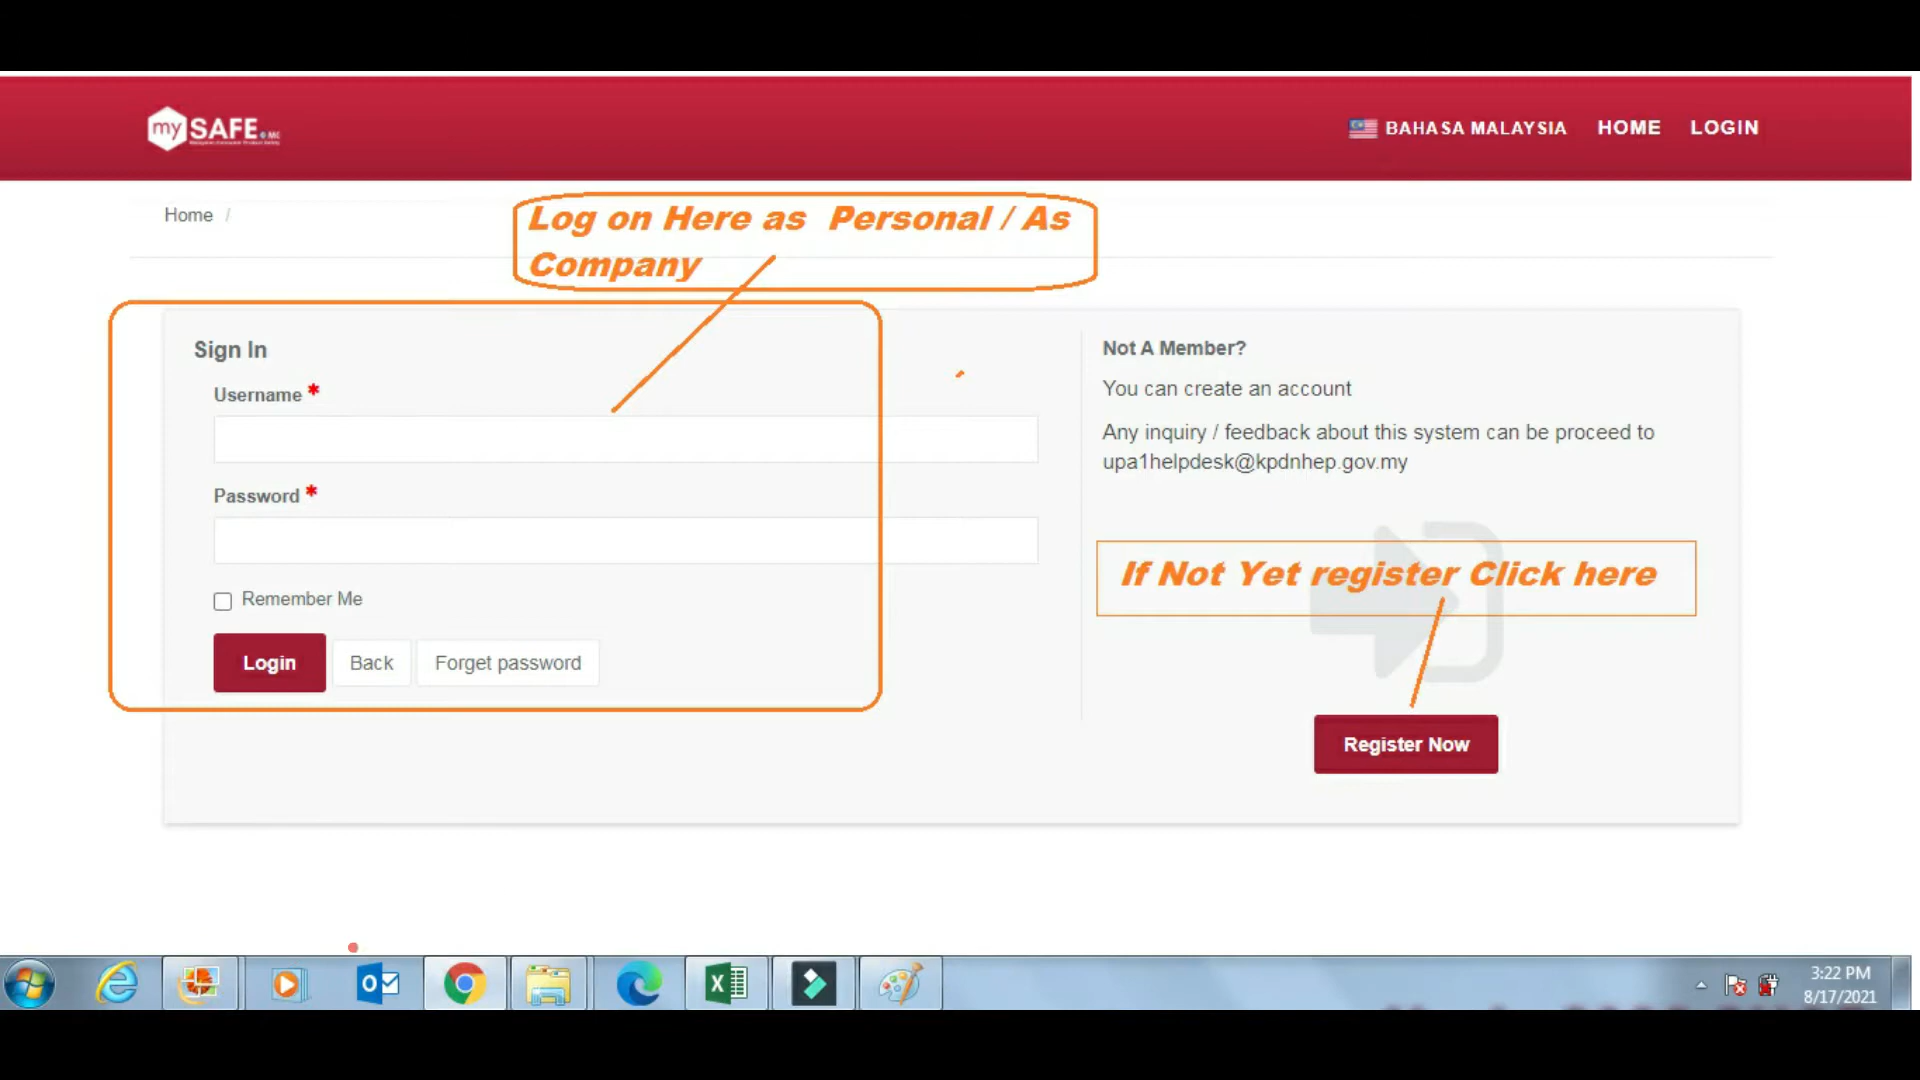 my SAFE
BAHASA MALAYSIA HOME LOGIN
Home /
Log on Here as Personal / As
Company
Sign In
Username *
Password *
Remember Me
Login Back Forget password
Not A Member?
You can create an account
Any inquiry / feedback about this system can be proceed to
upa1helpdesk@kpdnhep.gov.my
If Not Yet register Click here
Register Now
3:22 PM
8/17/2021